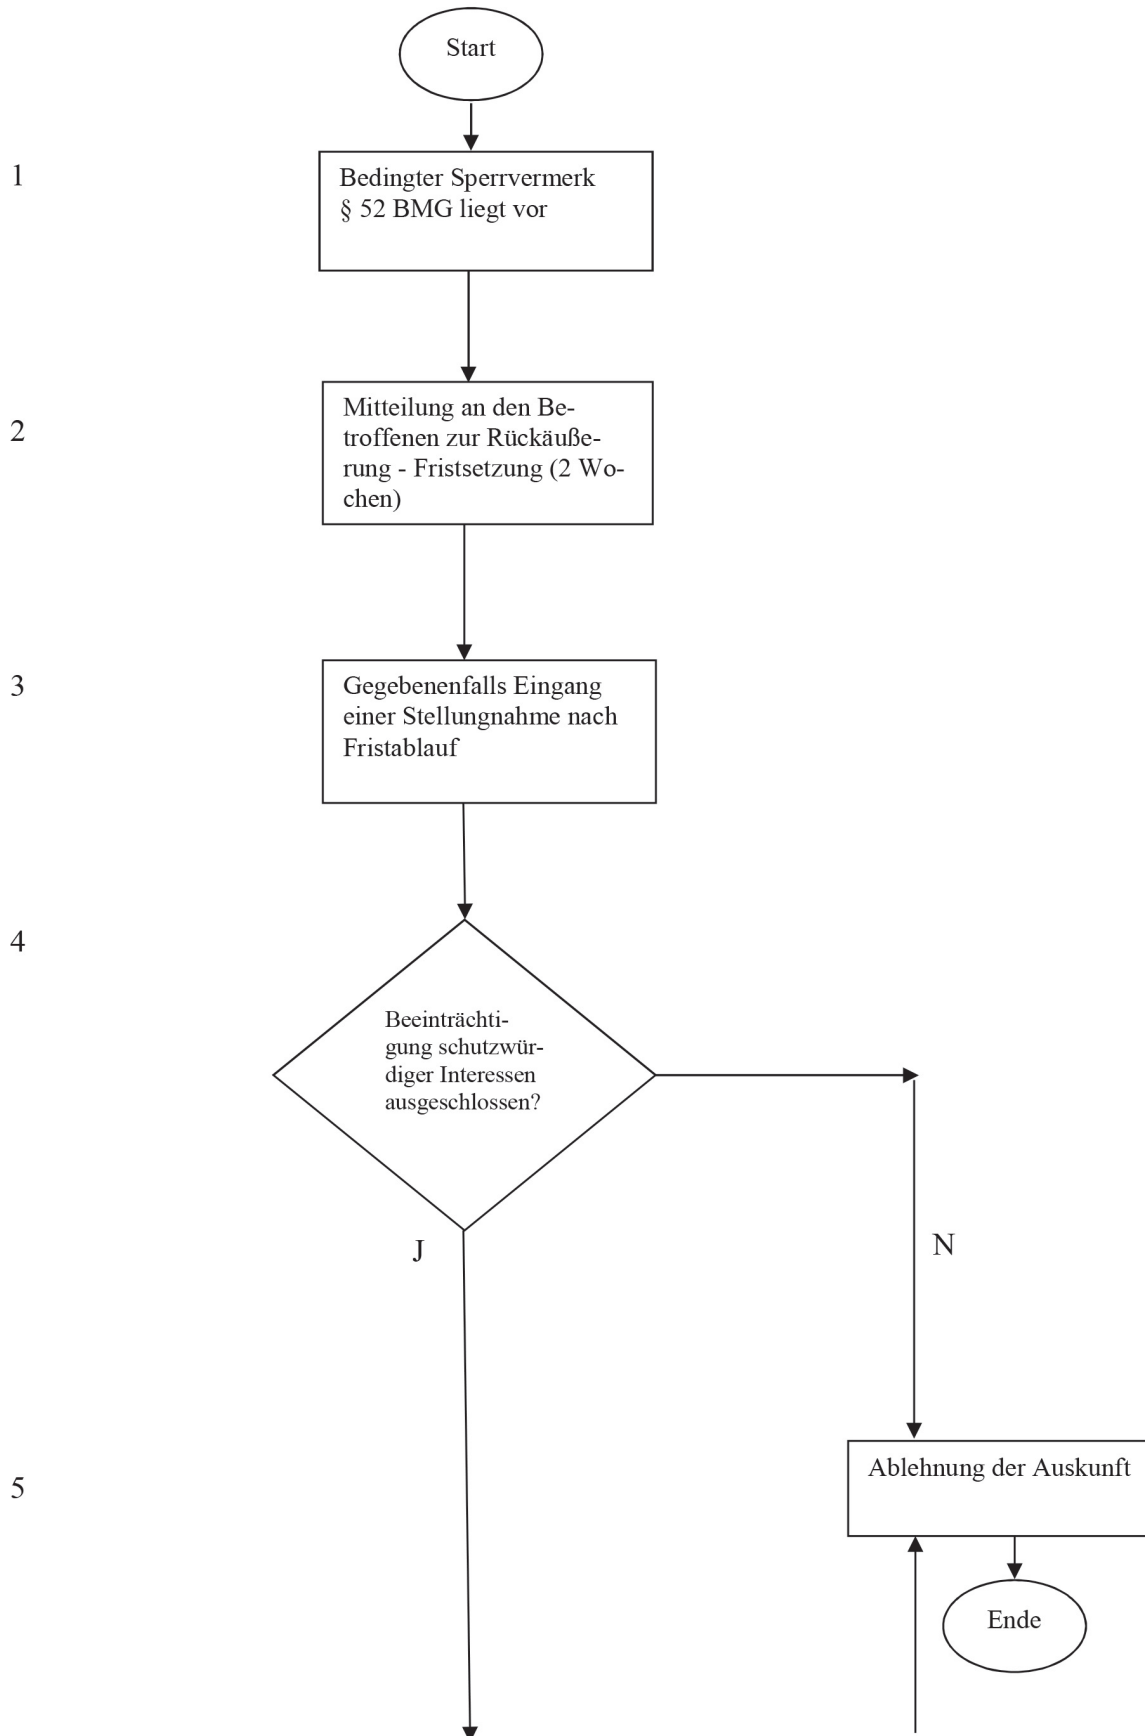 Start
1
Bedingter Sperrvermerk
§ 52 BMG liegt vor
2
Mitteilung an den Be-
troffenen zur Rückäuße-
rung - Fristsetzung (2 Wo-
chen)
3
Gegebenenfalls Eingang
einer Stellungnahme nach
Fristablauf
4
Beeinträchti-
gung schutzwür-
diger Interessen
ausgeschlossen?
J
N
5
Ablehnung der Auskunft
Ende